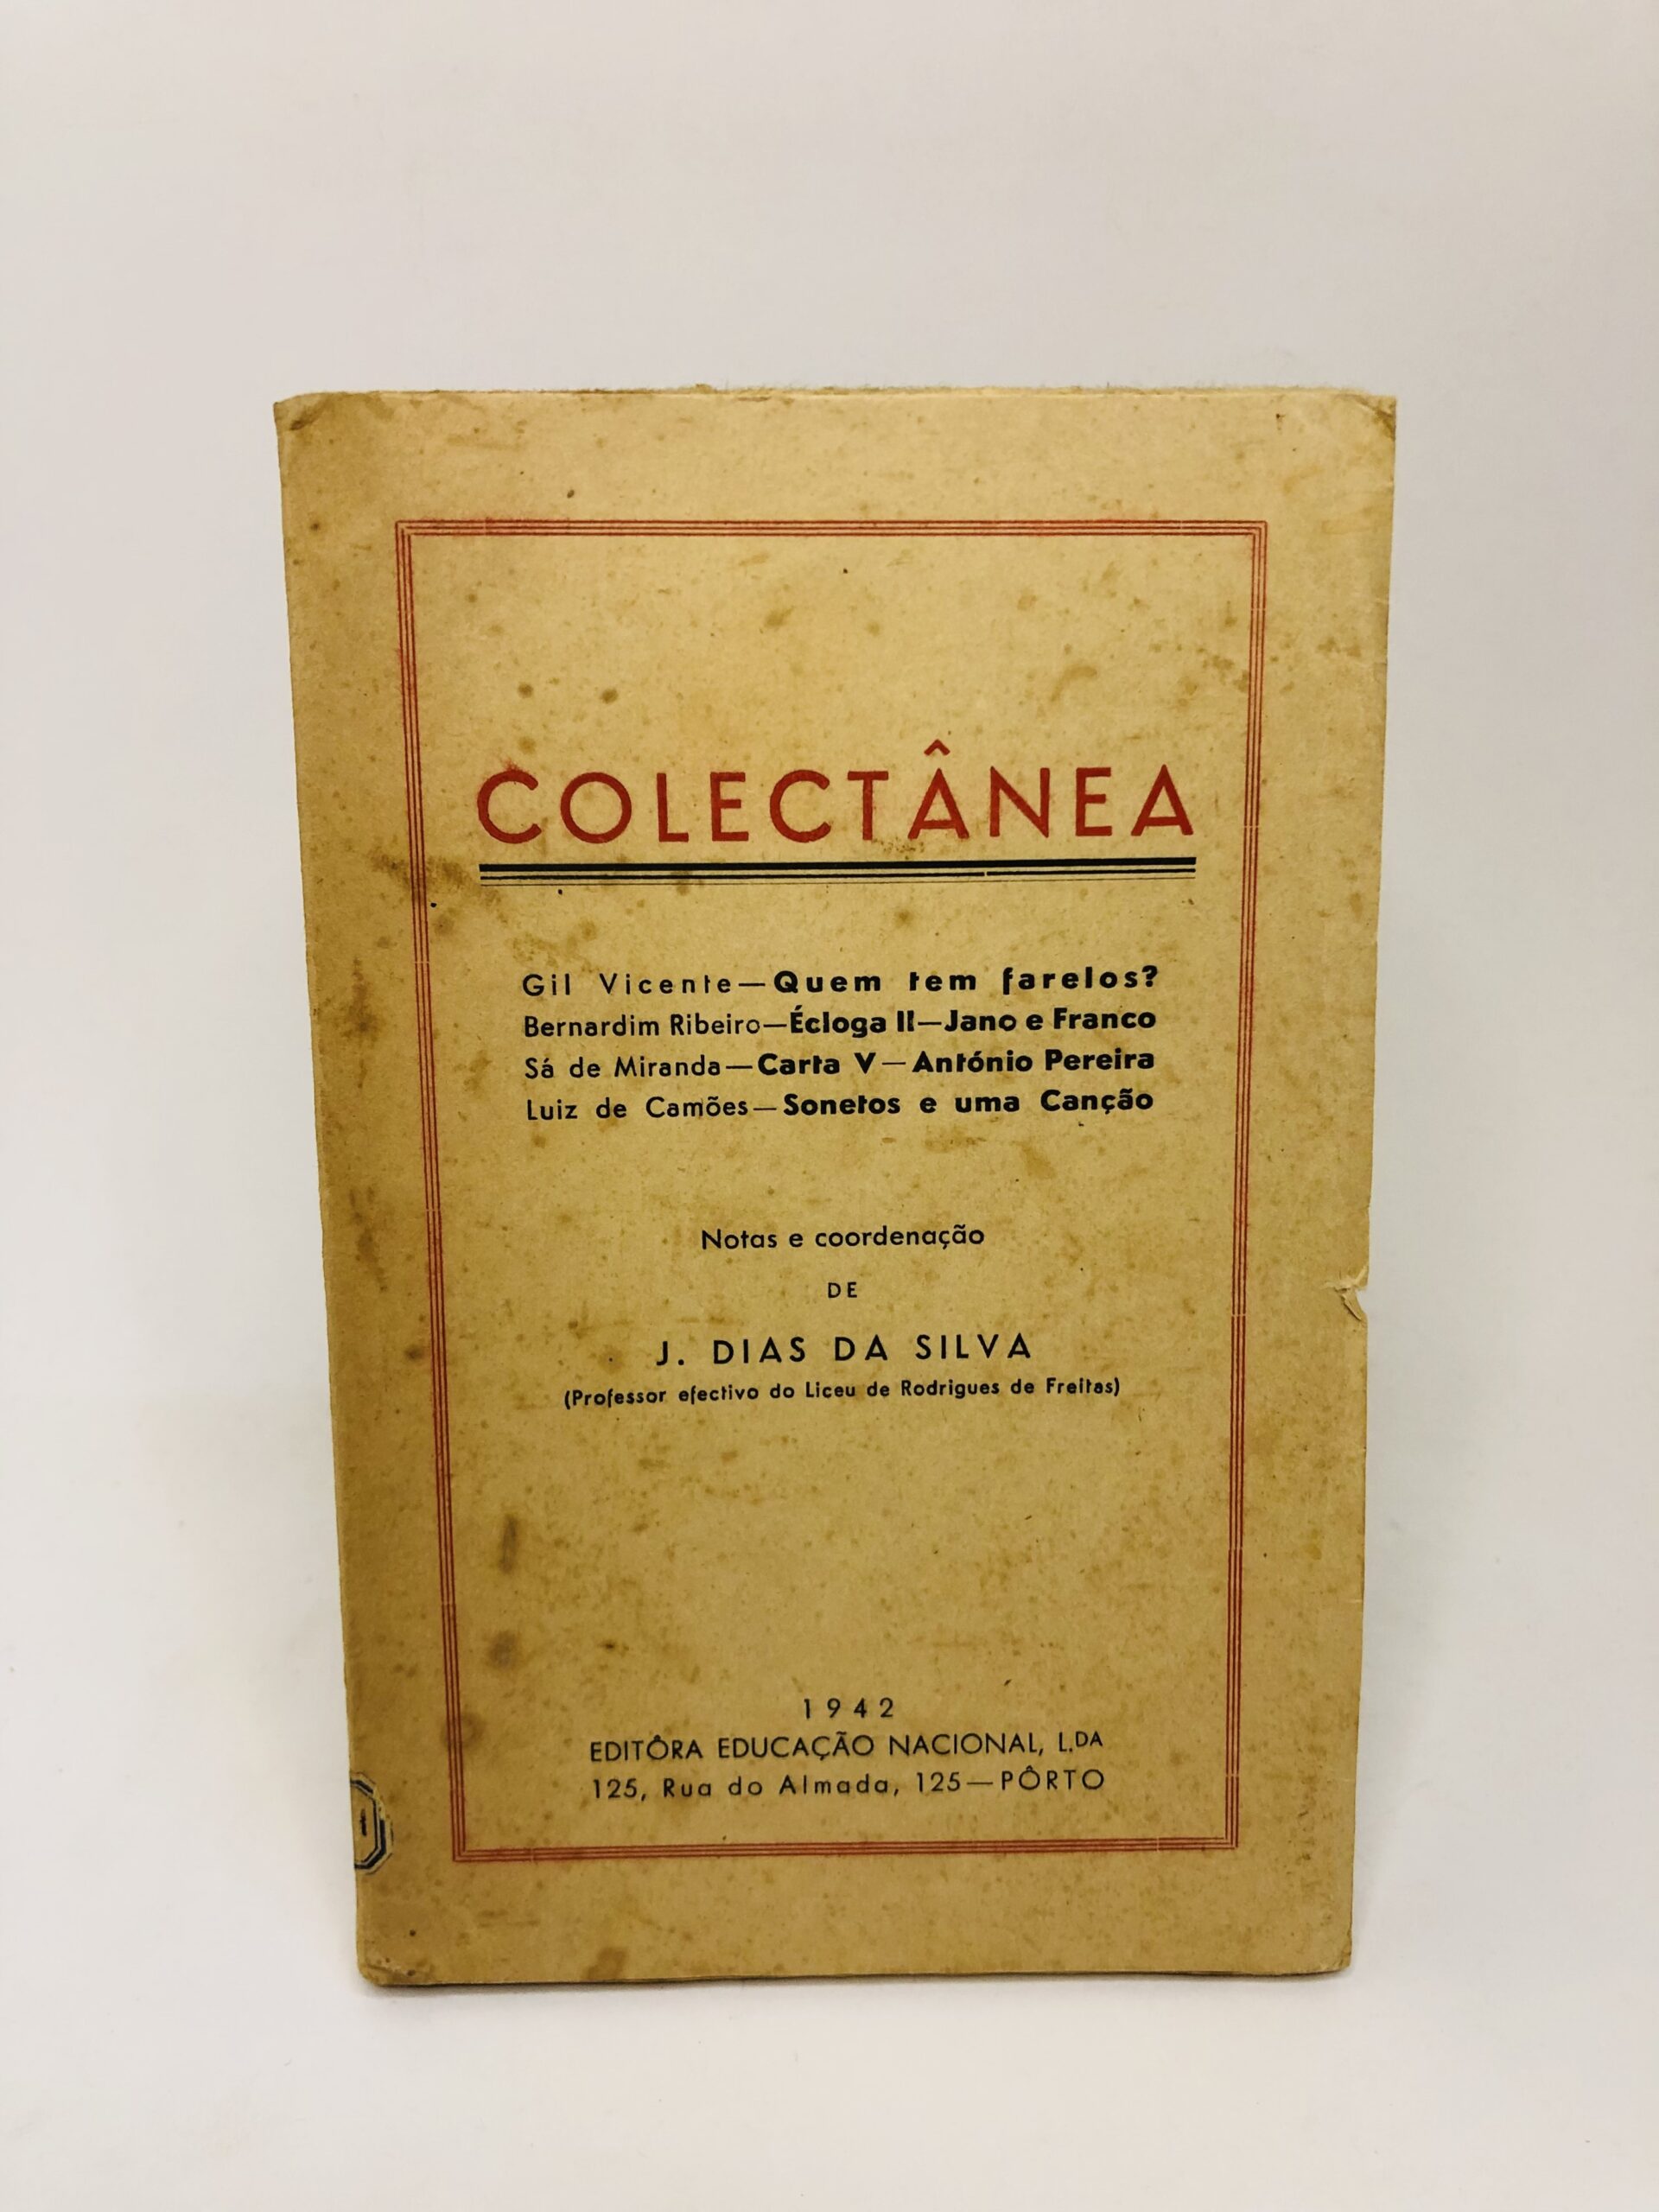 COLECTÂNEA
Gil Vicente—Quem tem farelos?
Bernardim Ribeiro—Écloga II—Jano e Franco
Sá de Miranda—Carta V—António Pereira
Luiz de Camões—Sonetos e uma Canção
Notas e coordenação
DE
J. DIAS DA SILVA
(Professor efectivo do Liceu de Rodrigues de Freitas)
1942
EDITÔRA EDUCAÇÃO NACIONAL, L.DA
125, Rua do Almada, 125—PÔRTO